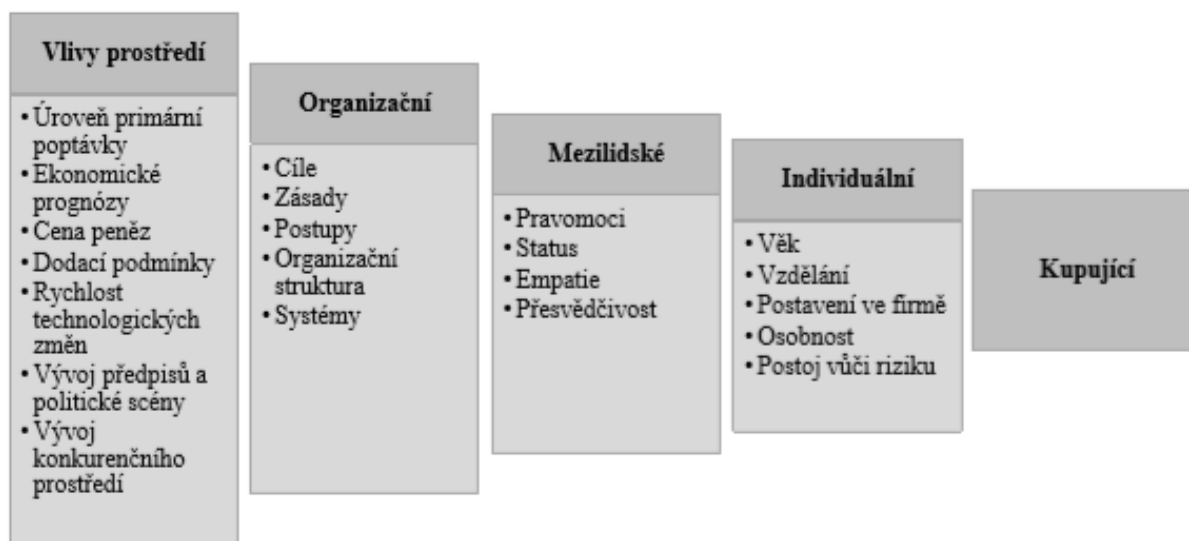 Vlivy prostředí
• Úroveň primární
poptávky
• Ekonomické
prognózy
• Cena peněz
• Dodací podmínky
• Rychlost
technologických
změn
• Vývoj předpisů a
politické scény
• Vývoj
konkurenčního
prostředí
Organizační
• Cíle
• Zásady
• Postupy
• Organizační
struktura
• Systémy
Mezilidské
• Pravomoci
• Status
• Empatie
• Přesvědčivost
Individuální
• Věk
• Vzdělání
• Postavení ve firmě
• Osobnost
• Postoj vůči riziku
Kupující